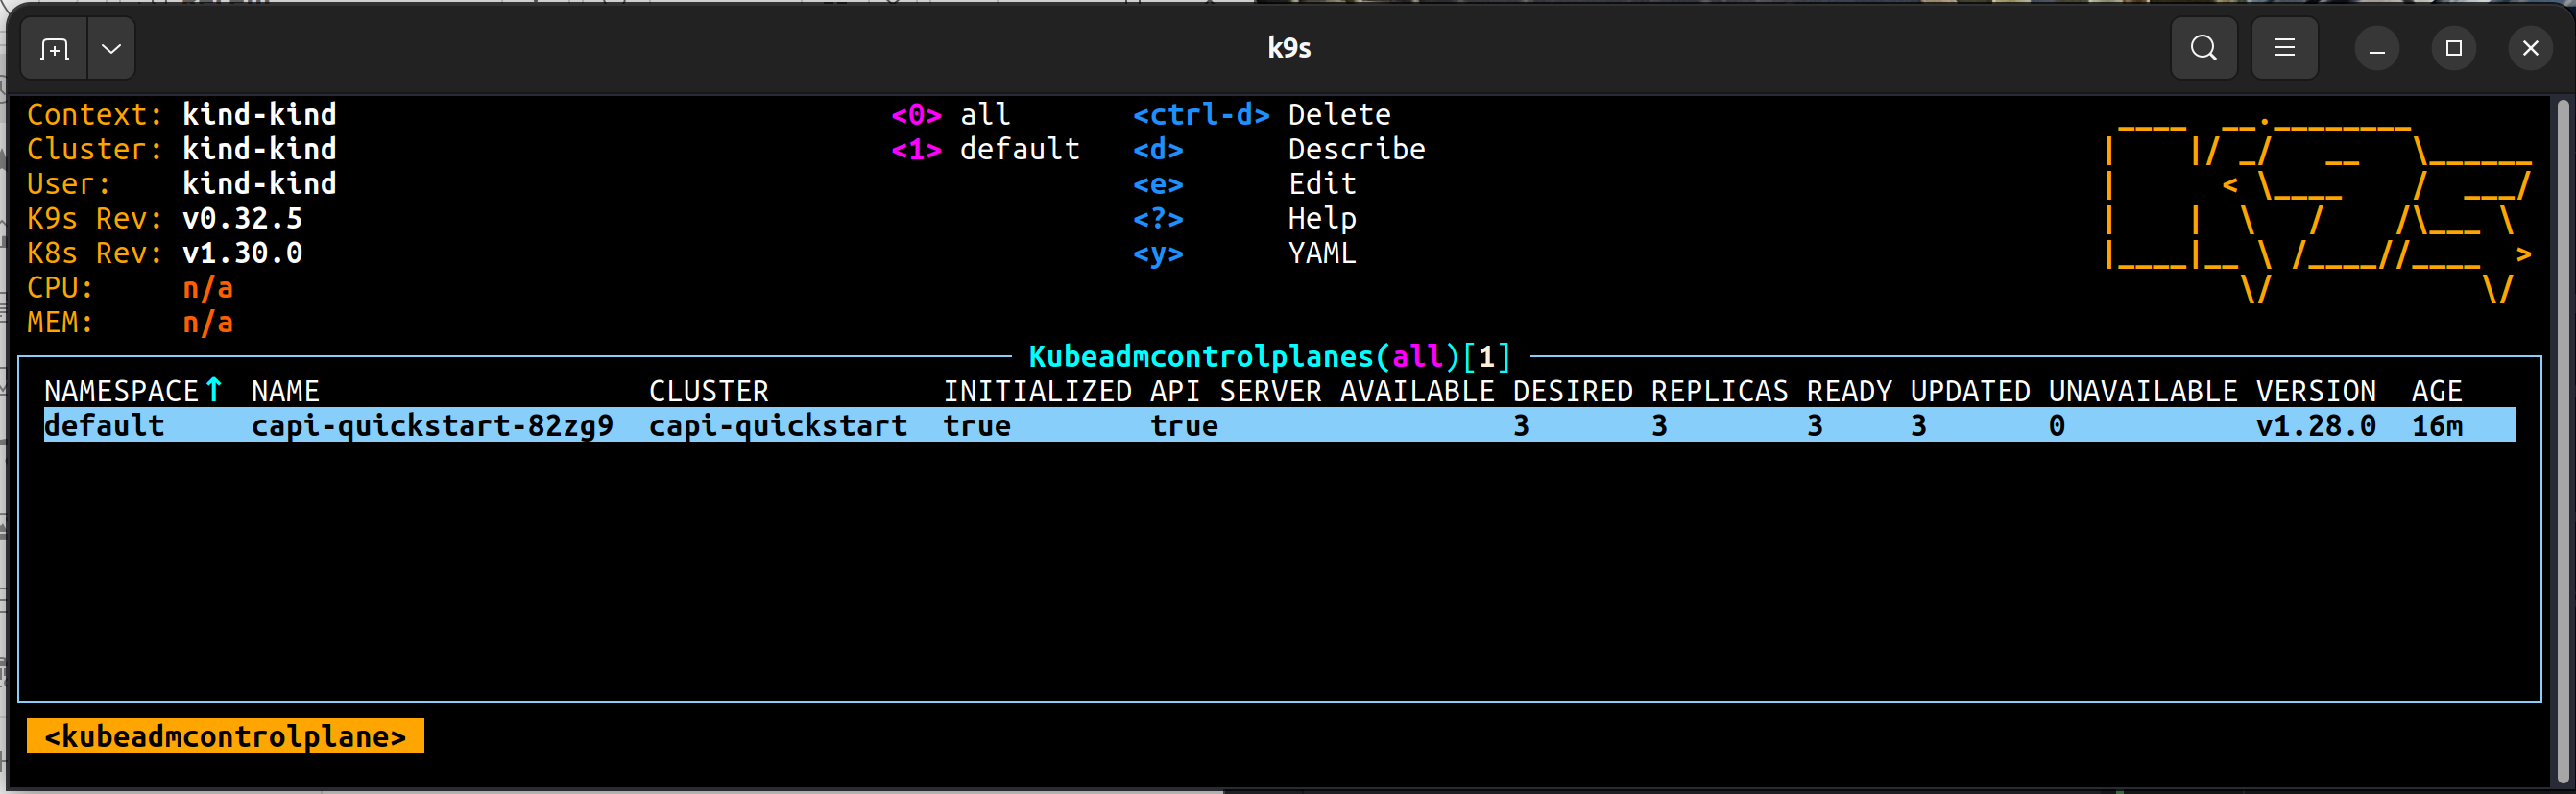 k9s
Context: kind-kind <0> all <ctrl-d> Delete
Cluster: kind-kind <1> default <d> Describe
User: kind-kind <e> Edit
K9s Rev: v0.32.5 <?> Help
K8s Rev: v1.30.0 <y> YAML
CPU: n/a
MEM: n/a
Kubeadmcontrolplanes(all)[1]
NAMESPACE↑ NAME CLUSTER INITIALIZED API SERVER AVAILABLE DESIRED REPLICAS READY UPDATED UNAVAILABLE VERSION AGE
default capi-quickstart-82zg9 capi-quickstart true true 3 3 3 3 0 v1.28.0 16m
<kubeadmcontrolplane>